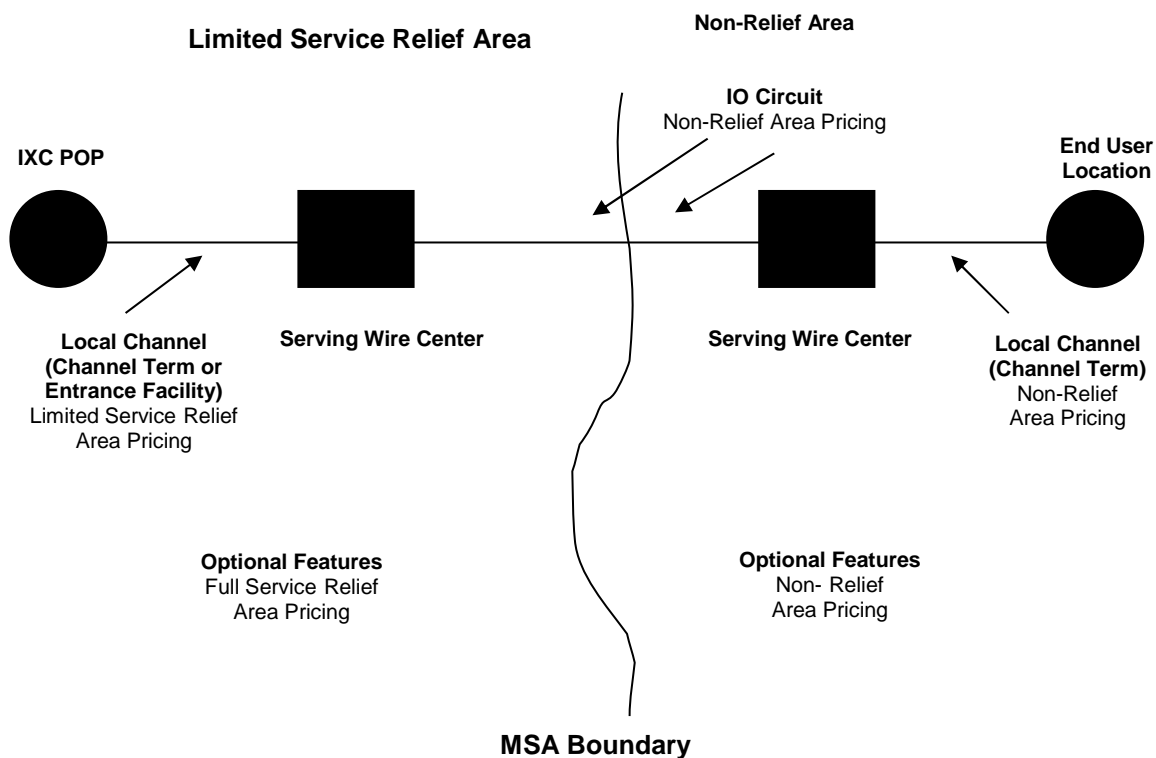 Limited Service Relief Area
Non-Relief Area
IO Circuit
Non-Relief Area Pricing
IXC POP
End User
Location
Local Channel
(Channel Term or
Entrance Facility)
Limited Service Relief
Area Pricing
Serving Wire Center
Serving Wire Center
Local Channel
(Channel Term)
Non-Relief
Area Pricing
Optional Features
Full Service Relief
Area Pricing
Optional Features
Non- Relief
Area Pricing
MSA Boundary